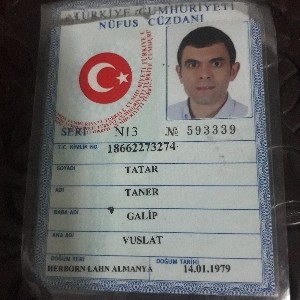 TÜRKİYE CUMHURİYETİ
NÜFUS CÜZDANI
SERİ N13 № 593339
T.C. KİMLİK NO 18662273274
SOYADI
TATAR
ADI
TANER
BABA ADI
GALİP
ANA ADI
VUSLAT
DOĞUM YERİ DOĞUM TARİHİ
HERBORN LAHN ALMANYA 14.01.1979